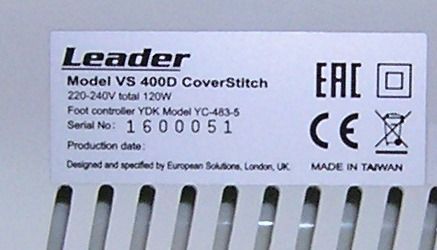 Leader
Model VS 400D CoverStitch
220-240V total 120W
Foot controller YDK Model YC-483-5
Serial No: 1600051
Production date:
Designed and specified by European Solutions, London, UK.
EAC
CE
MADE IN TAIWAN